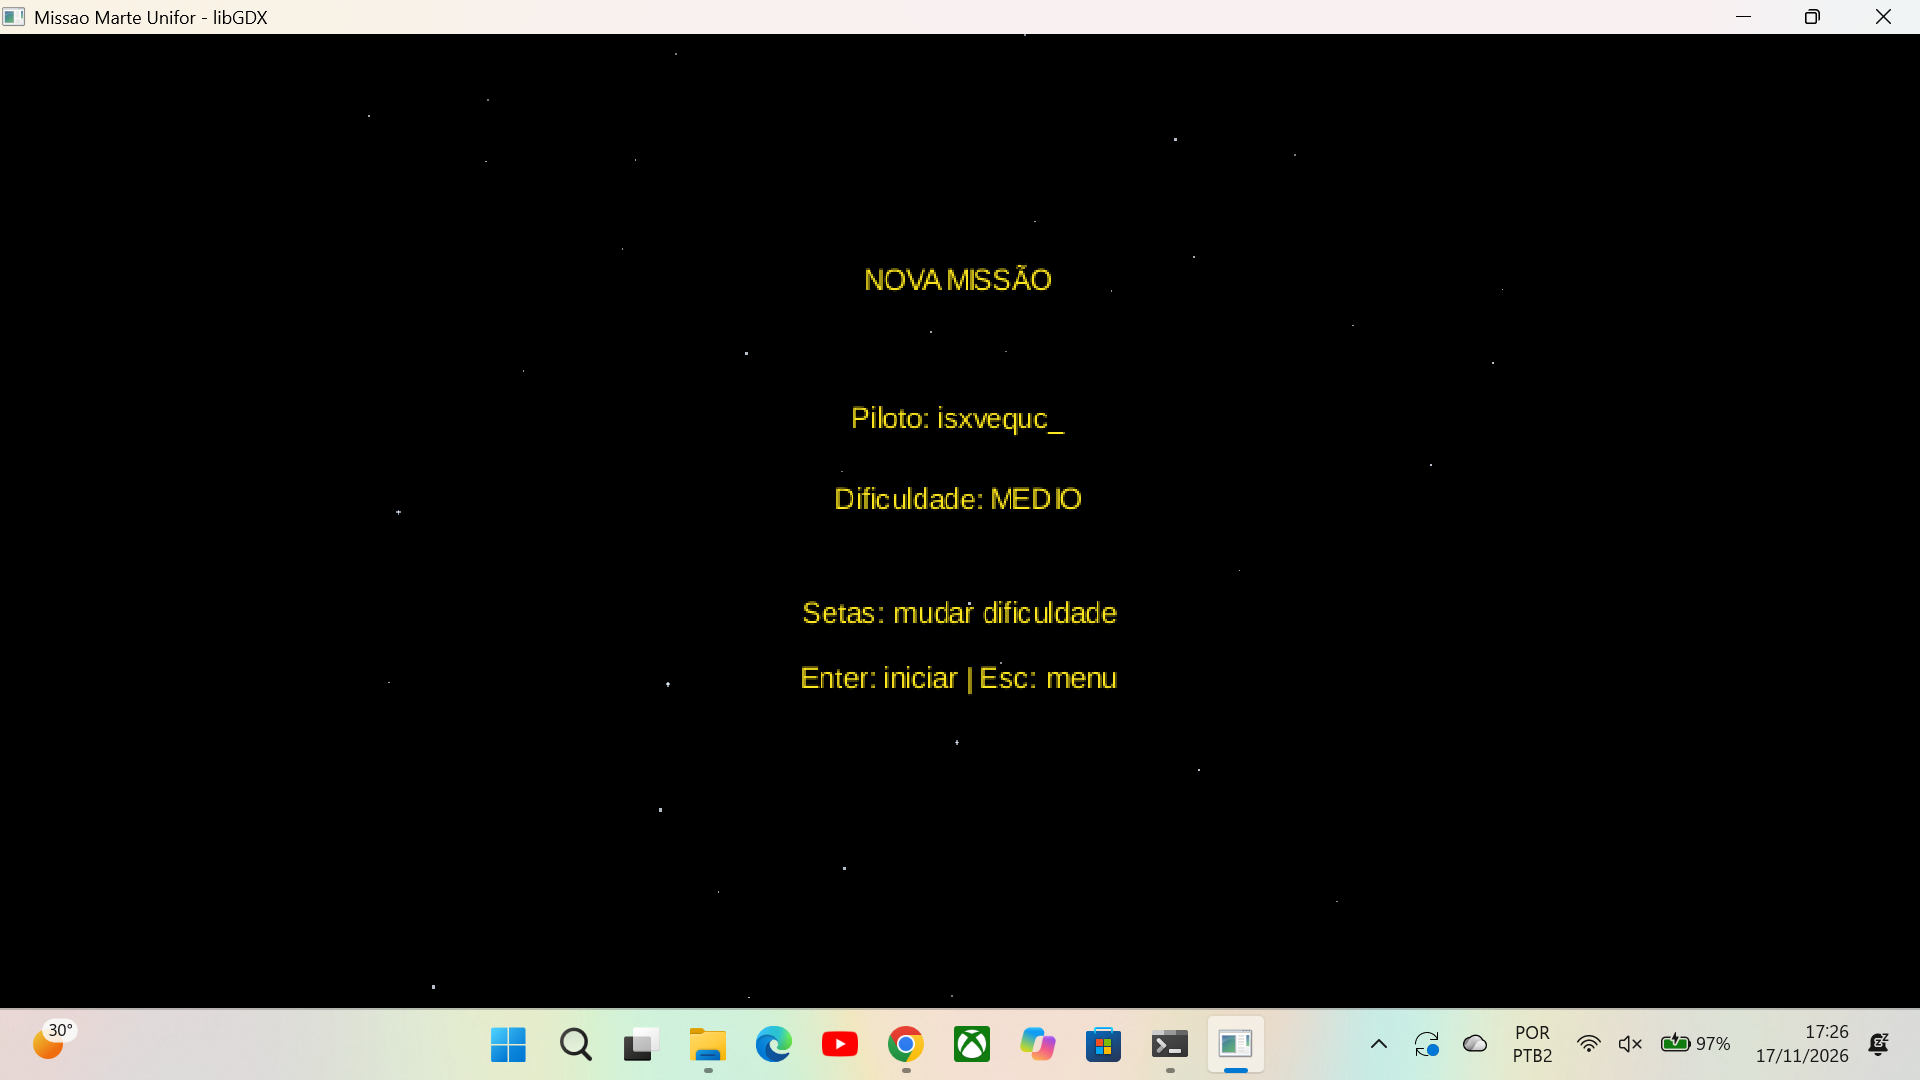 Missao Marte Unifor - libGDX
NOVA MISSÃO
Piloto: isxvequc_
Dificuldade: MEDIO
Setas: mudar dificuldade
Enter: iniciar | Esc: menu
30°
POR
PTB2
97%
17:26
17/11/2026